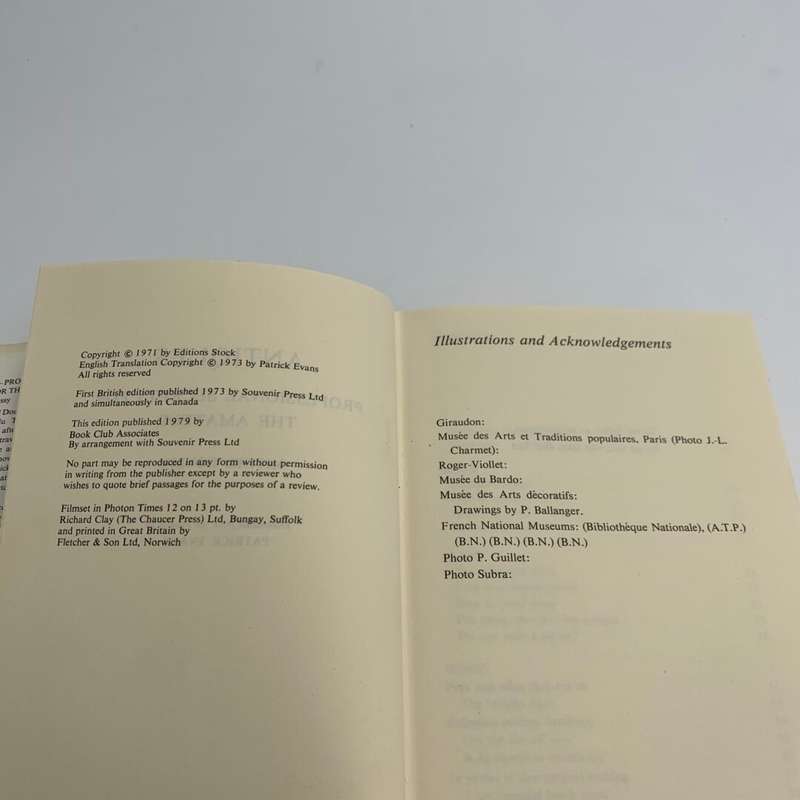 Copyright © 1971 by Editions Stock
English Translation Copyright © 1973 by Patrick Evans
All rights reserved
First British edition published 1973 by Souvenir Press Ltd
and simultaneously in Canada
This edition published 1979 by
Book Club Associates
By arrangement with Souvenir Press Ltd
No part may be reproduced in any form without permission
in writing from the publisher except by a reviewer who
wishes to quote brief passages for the purposes of a review.
Filmset in Photon Times 12 on 13 pt. by
Richard Clay (The Chaucer Press) Ltd, Bungay, Suffolk
and printed in Great Britain by
Fletcher & Son Ltd, Norwich
Illustrations and Acknowledgements
Giraudon:
Musée des Arts et Traditions populaires, Paris (Photo J.-L.
Charmet):
Roger-Viollet:
Musée du Bardo:
Musée des Arts décoratifs:
Drawings by P. Ballanger.
French National Museums: (Bibliothèque Nationale), (A.T.P.)
(B.N.) (B.N.) (B.N.) (B.N.)
Photo P. Guillet:
Photo Subra: